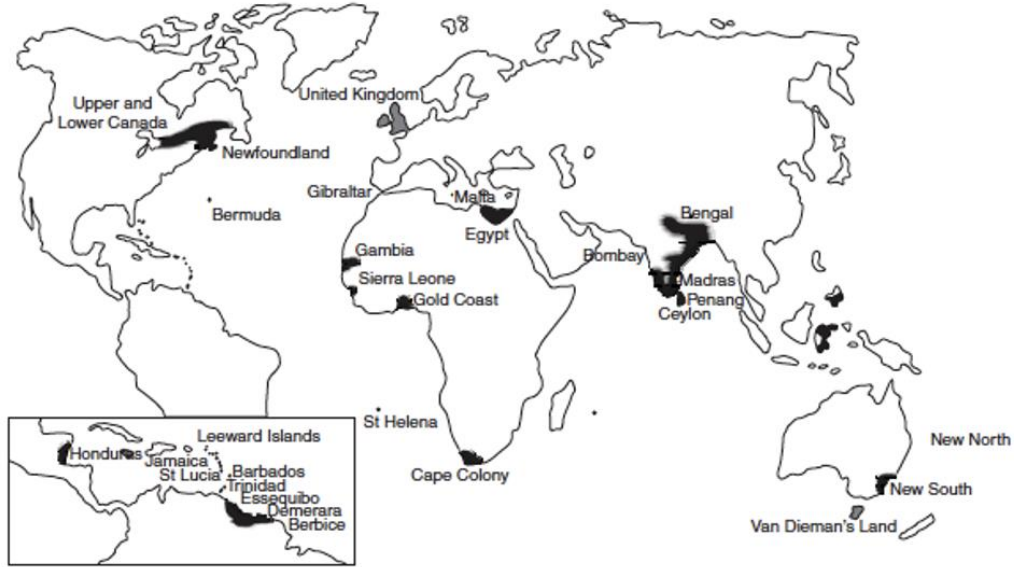 United Kingdom
Upper and
Lower Canada
Newfoundland
Gibraltar
Malta
Bermuda
Bengal
Egypt
Gambia
Bombay
Sierra Leone
Madras
Gold Coast
Penang
Ceylon
St Helena
Leeward Islands
New North
Honduras
Jamaica
St Lucia
Barbados
Cape Colony
Trinidad
New South
Essequibo
Demerara
Berbice
Van Dieman's Land